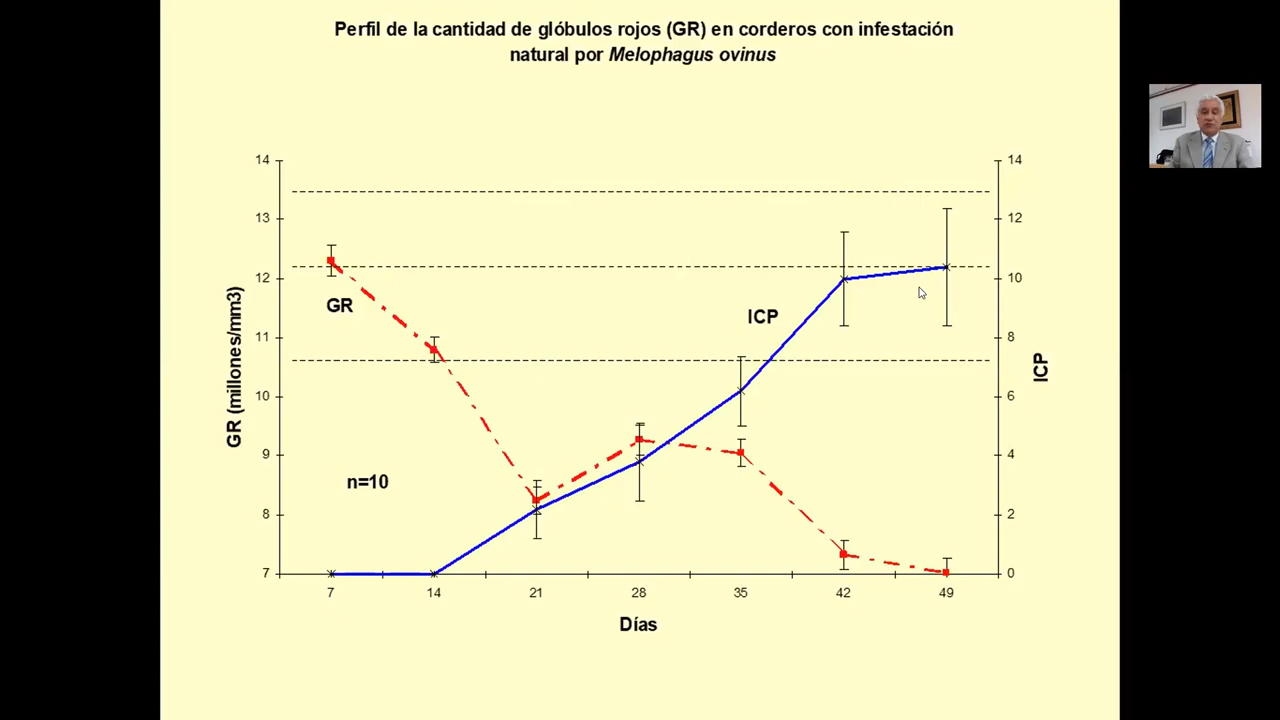 Perfil de la cantidad de glóbulos rojos (GR) en corderos con infestación
natural por Melophagus ovinus
14
13
12
11
10
9
8
7
GR (millones/mm3)
GR
n=10
ICP
14
12
10
8
6
4
2
0
ICP
7 14 21 28 35 42 49
Días